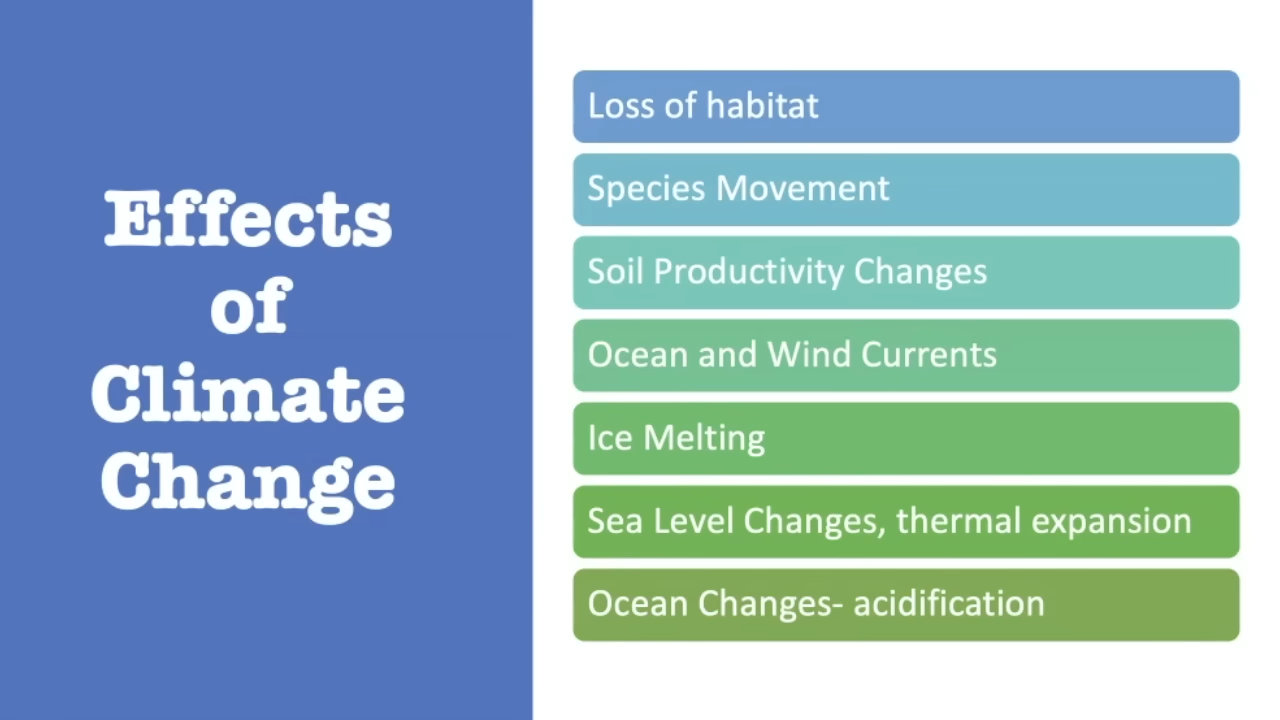 Effects
of
Climate
Change
Loss of habitat
Species Movement
Soil Productivity Changes
Ocean and Wind Currents
Ice Melting
Sea Level Changes, thermal expansion
Ocean Changes- acidification